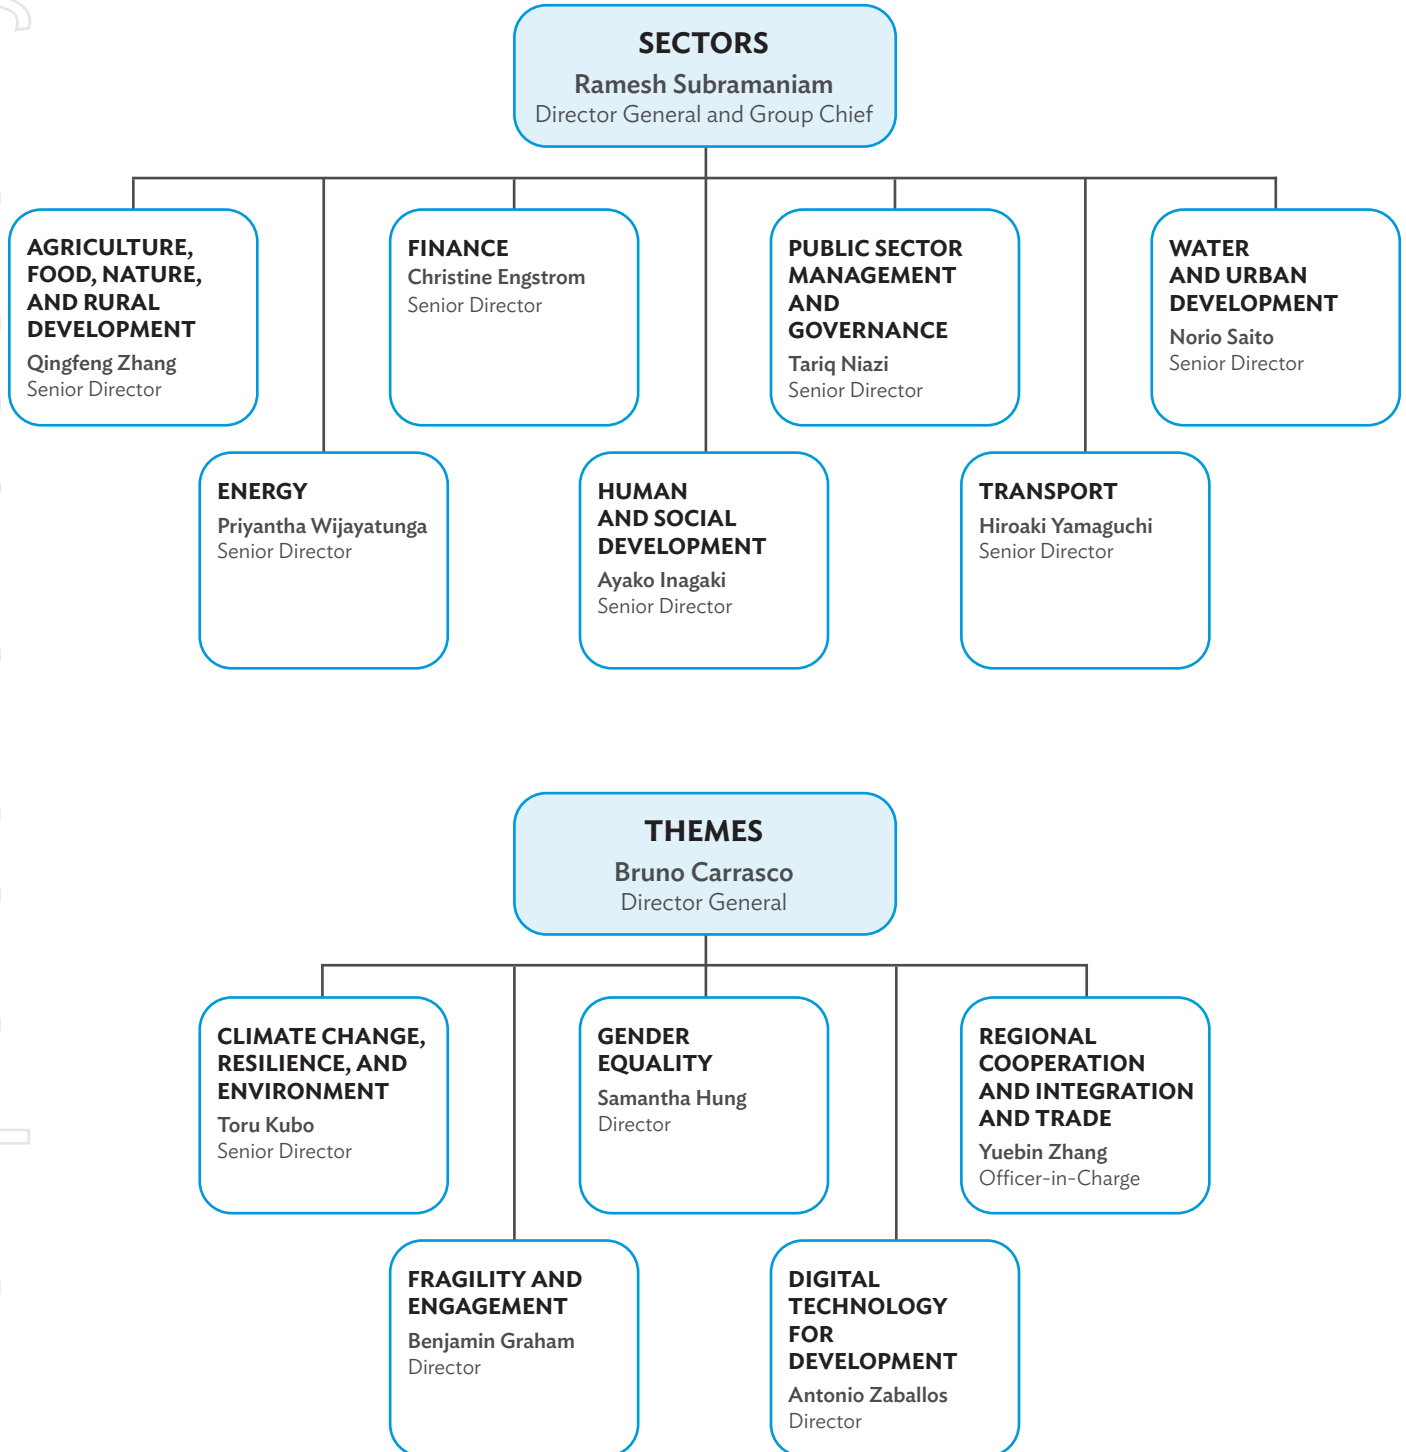 SECTORS
Ramesh Subramaniam
Director General and Group Chief
AGRICULTURE,
FOOD, NATURE,
AND RURAL
DEVELOPMENT
Qingfeng Zhang
Senior Director
FINANCE
Christine Engstrom
Senior Director
PUBLIC SECTOR
MANAGEMENT
AND
GOVERNANCE
Tariq Niazi
Senior Director
WATER
AND URBAN
DEVELOPMENT
Norio Saito
Senior Director
ENERGY
Priyantha Wijayatunga
Senior Director
HUMAN
AND SOCIAL
DEVELOPMENT
Ayako Inagaki
Senior Director
TRANSPORT
Hiroaki Yamaguchi
Senior Director
THEMES
Bruno Carrasco
Director General
CLIMATE CHANGE,
RESILIENCE, AND
ENVIRONMENT
Toru Kubo
Senior Director
GENDER
EQUALITY
Samantha Hung
Director
REGIONAL
COOPERATION
AND INTEGRATION
AND TRADE
Yuebin Zhang
Officer-in-Charge
FRAGILITY AND
ENGAGEMENT
Benjamin Graham
Director
DIGITAL
TECHNOLOGY
FOR
DEVELOPMENT
Antonio Zaballos
Director